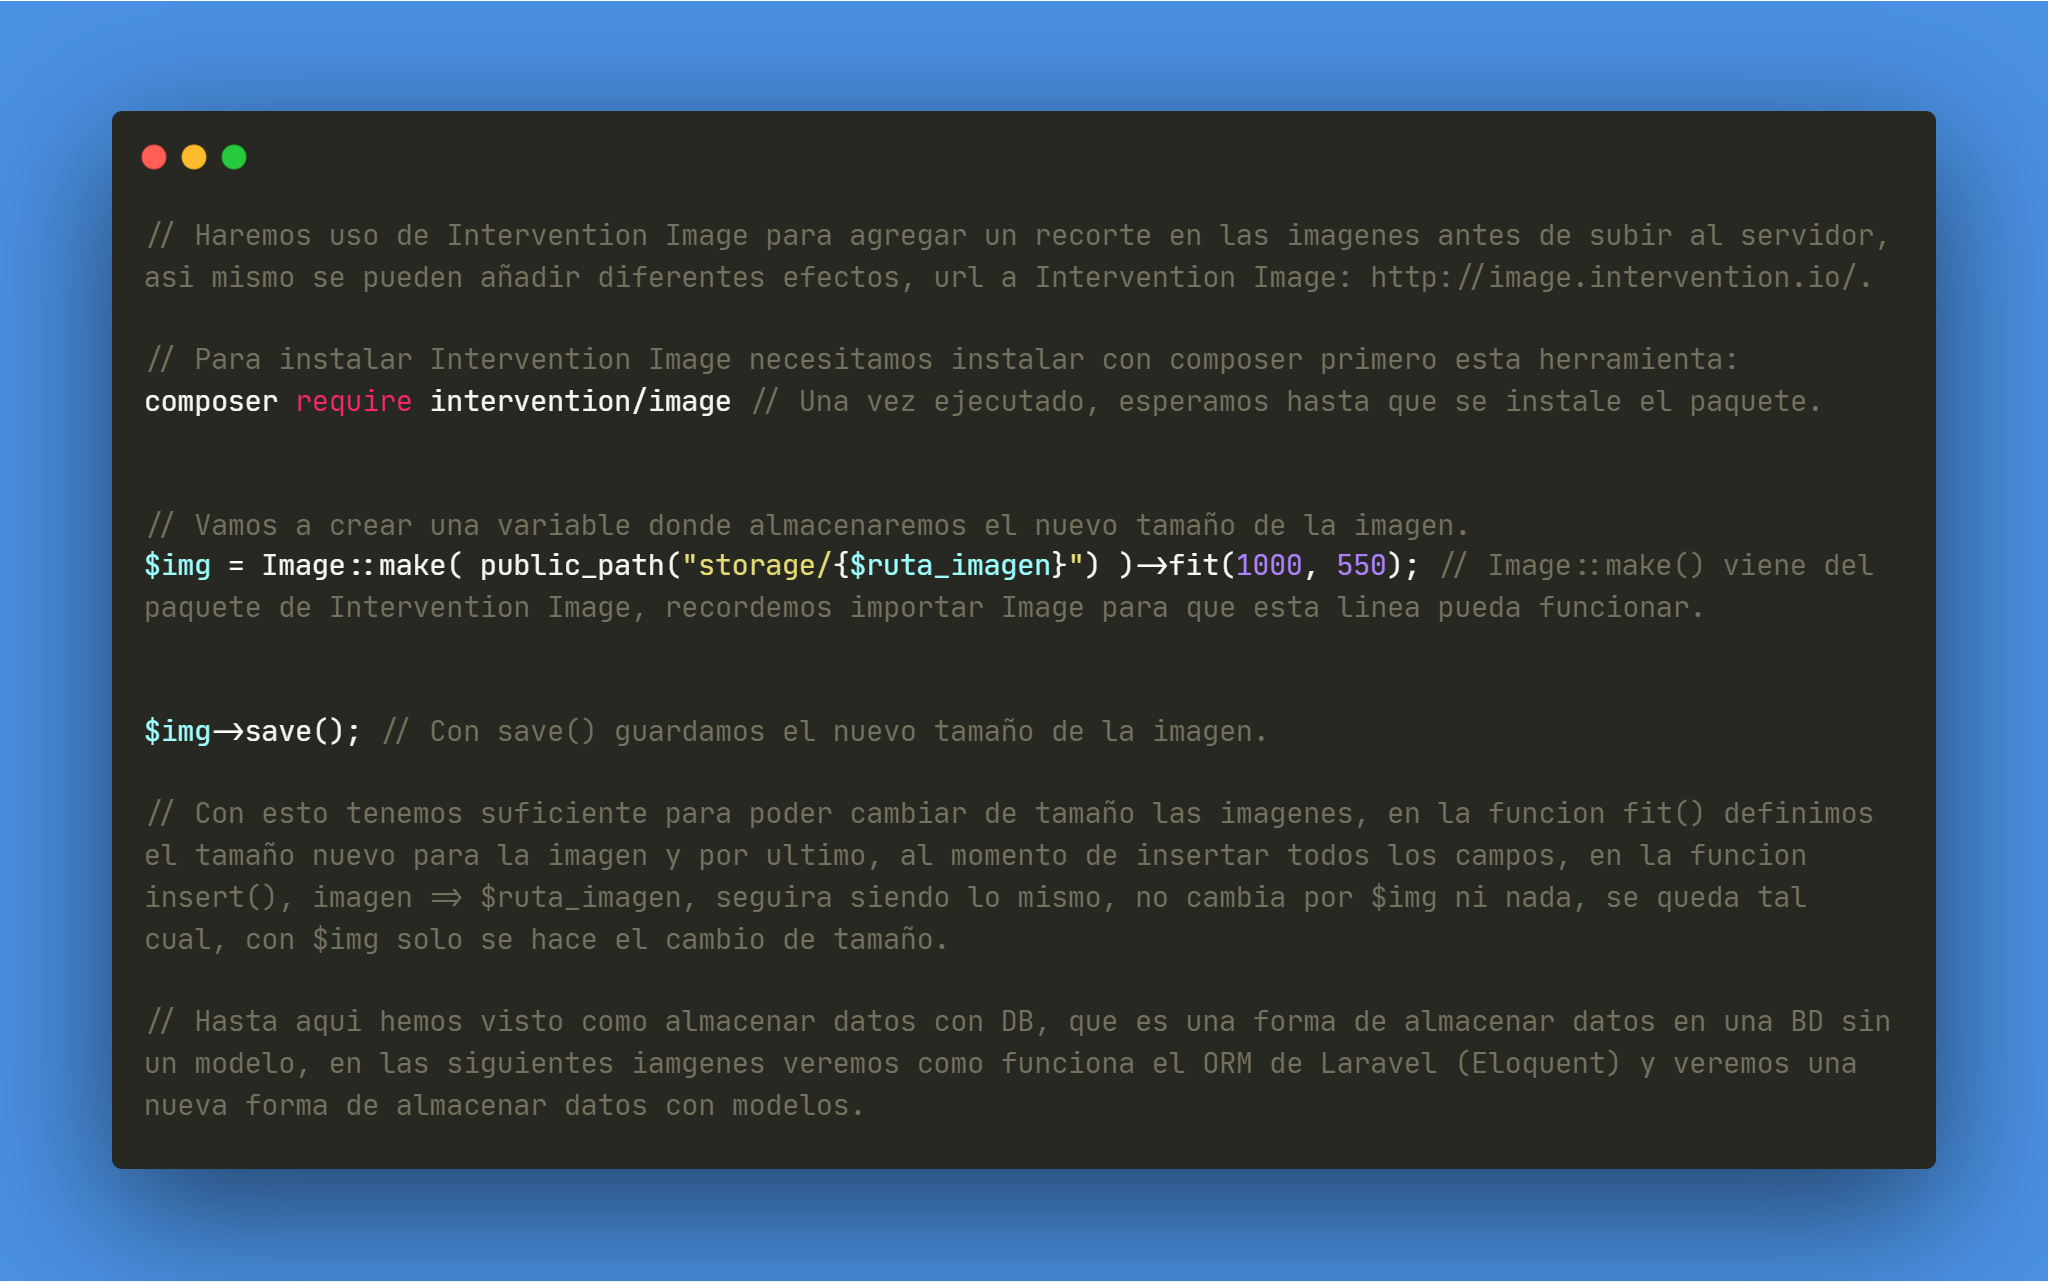 // Haremos uso de Intervention Image para agregar un recorte en las imagenes antes de subir al servidor,
asi mismo se pueden añadir diferentes efectos, url a Intervention Image: http://image.intervention.io/.
// Para instalar Intervention Image necesitamos instalar con composer primero esta herramienta:
composer require intervention/image // Una vez ejecutado, esperamos hasta que se instale el paquete.
// Vamos a crear una variable donde almacenaremos el nuevo tamaño de la imagen.
$img = Image::make( public_path("storage/{$ruta_imagen}") )->fit(1000, 550); // Image::make() viene del
paquete de Intervention Image, recordemos importar Image para que esta linea pueda funcionar.
$img->save(); // Con save() guardamos el nuevo tamaño de la imagen.
// Con esto tenemos suficiente para poder cambiar de tamaño las imagenes, en la funcion fit() definimos
el tamaño nuevo para la imagen y por ultimo, al momento de insertar todos los campos, en la funcion
insert(), imagen => $ruta_imagen, seguira siendo lo mismo, no cambia por $img ni nada, se queda tal
cual, con $img solo se hace el cambio de tamaño.
// Hasta aqui hemos visto como almacenar datos con DB, que es una forma de almacenar datos en una BD sin
un modelo, en las siguientes iamgenes veremos como funciona el ORM de Laravel (Eloquent) y veremos una
nueva forma de almacenar datos con modelos.